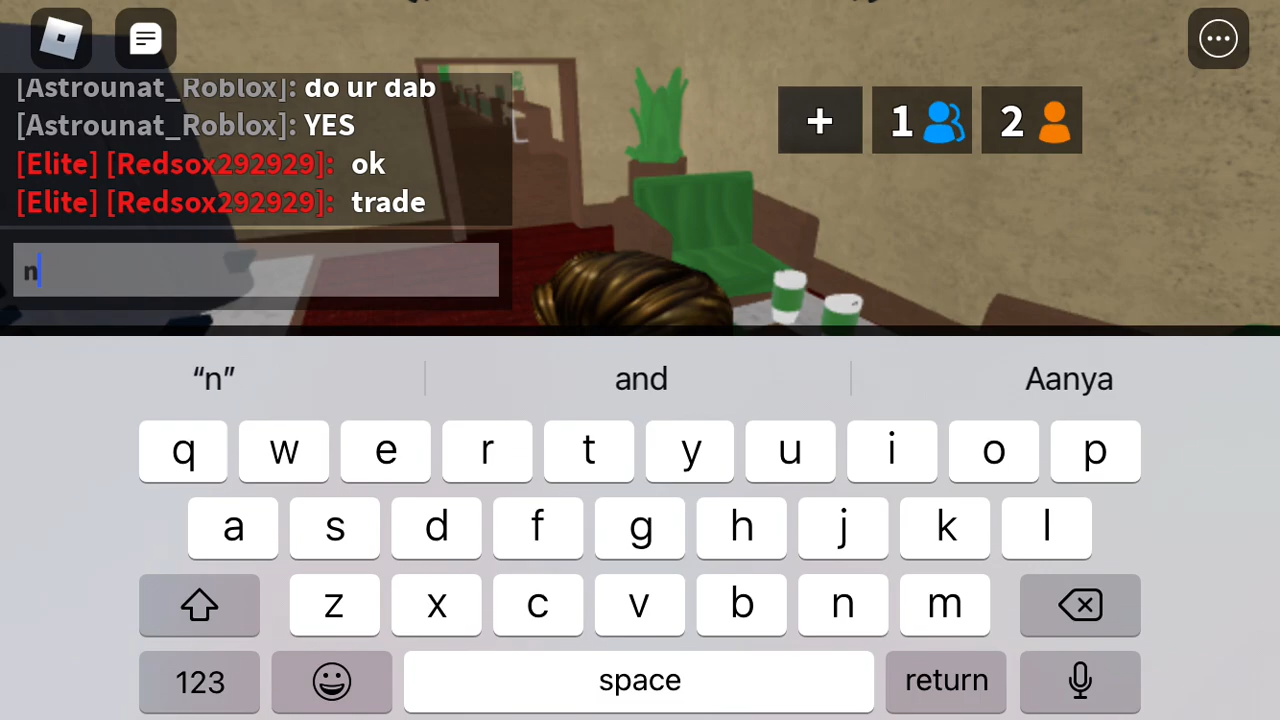 [Astrounat_Roblox]: do ur dab
[Astrounat_Roblox]: YES
[Elite] [Redsox292929]: ok
[Elite] [Redsox292929]: trade
+ 1 2
n
“n” and Aanya
q w e r t y u i o p
a s d f g h j k l
z x c v b n m
123 space return